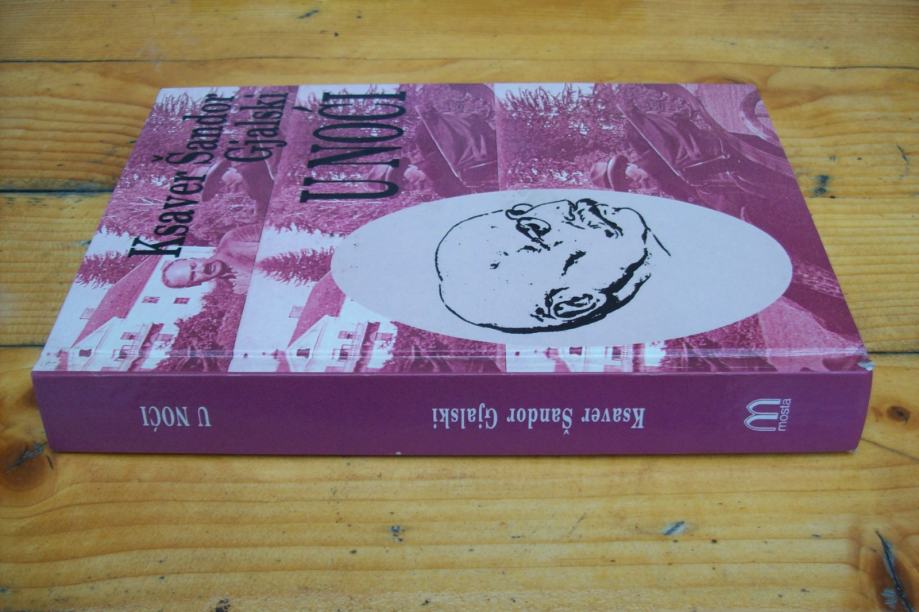 Ksaver Šandor
Gjalski
U NOĆI
U NOĆI
Ksaver Šandor Gjalski
mosta